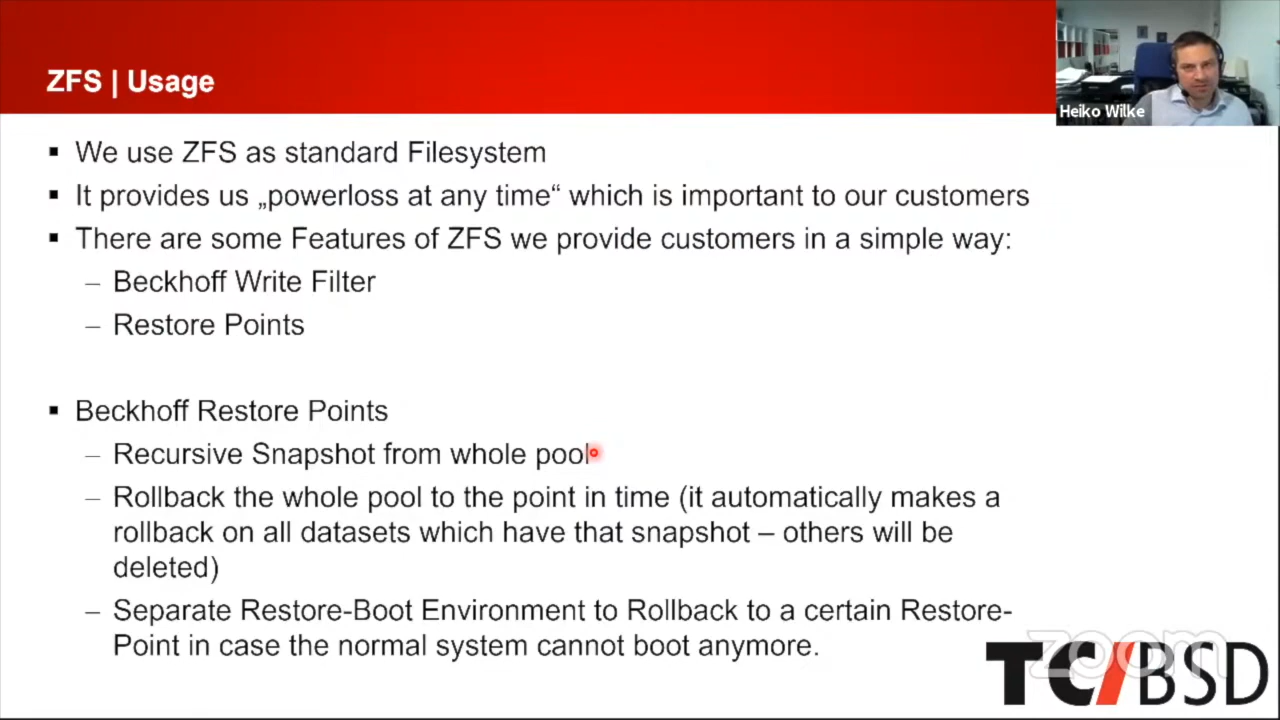 ZFS | Usage
Heiko Wilke
▪ We use ZFS as standard Filesystem
▪ It provides us „powerloss at any time“ which is important to our customers
▪ There are some Features of ZFS we provide customers in a simple way:
– Beckhoff Write Filter
– Restore Points
▪ Beckhoff Restore Points
– Recursive Snapshot from whole pool
– Rollback the whole pool to the point in time (it automatically makes a
rollback on all datasets which have that snapshot – others will be
deleted)
– Separate Restore-Boot Environment to Rollback to a certain Restore-
Point in case the normal system cannot boot anymore.
zoom
TC/BSD